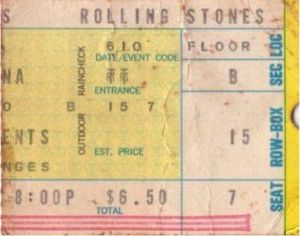 S ROLLING STONES
610 FLOOR
DATE/EVENT CODE
NA B
ENTRANCE
O B 157
ENTS 15
EST. PRICE
NGES
8:00P $6.50 7
TOTAL
OUTDOOR RAINCHECK
SEAT ROW-BOX SEC LOC